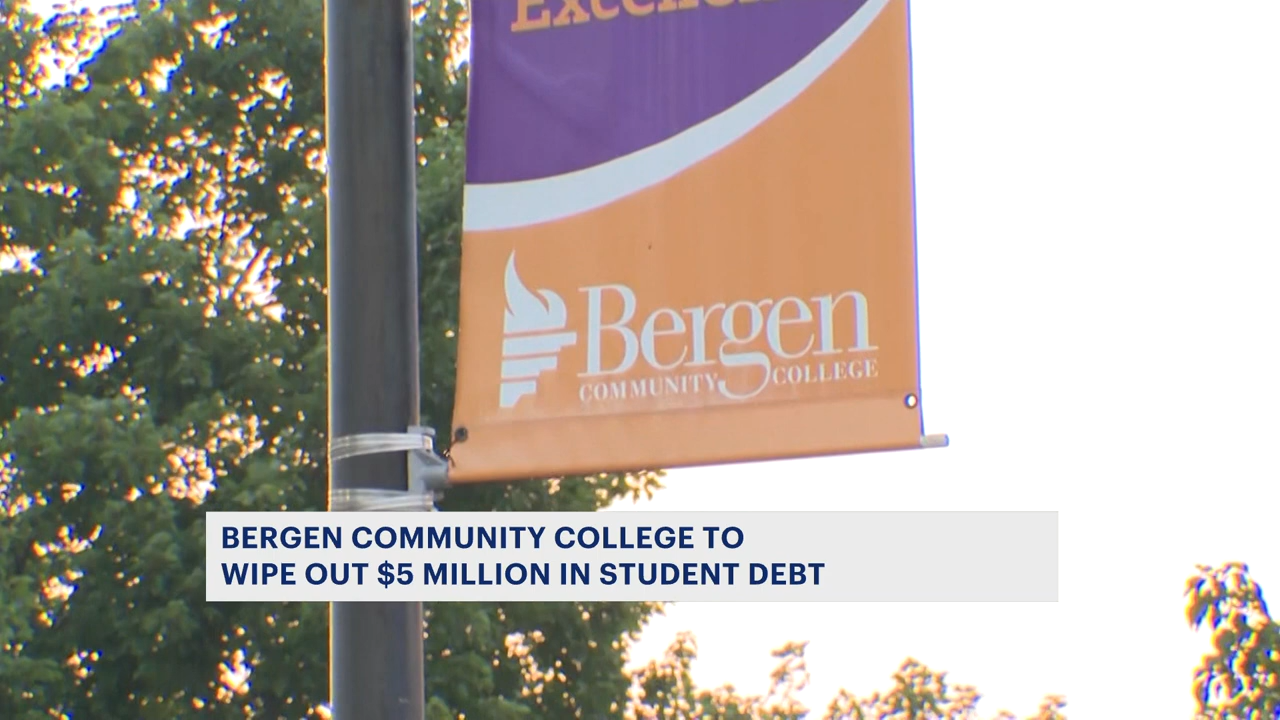 Bergen
COMMUNITY COLLEGE
BERGEN COMMUNITY COLLEGE TO
WIPE OUT $5 MILLION IN STUDENT DEBT